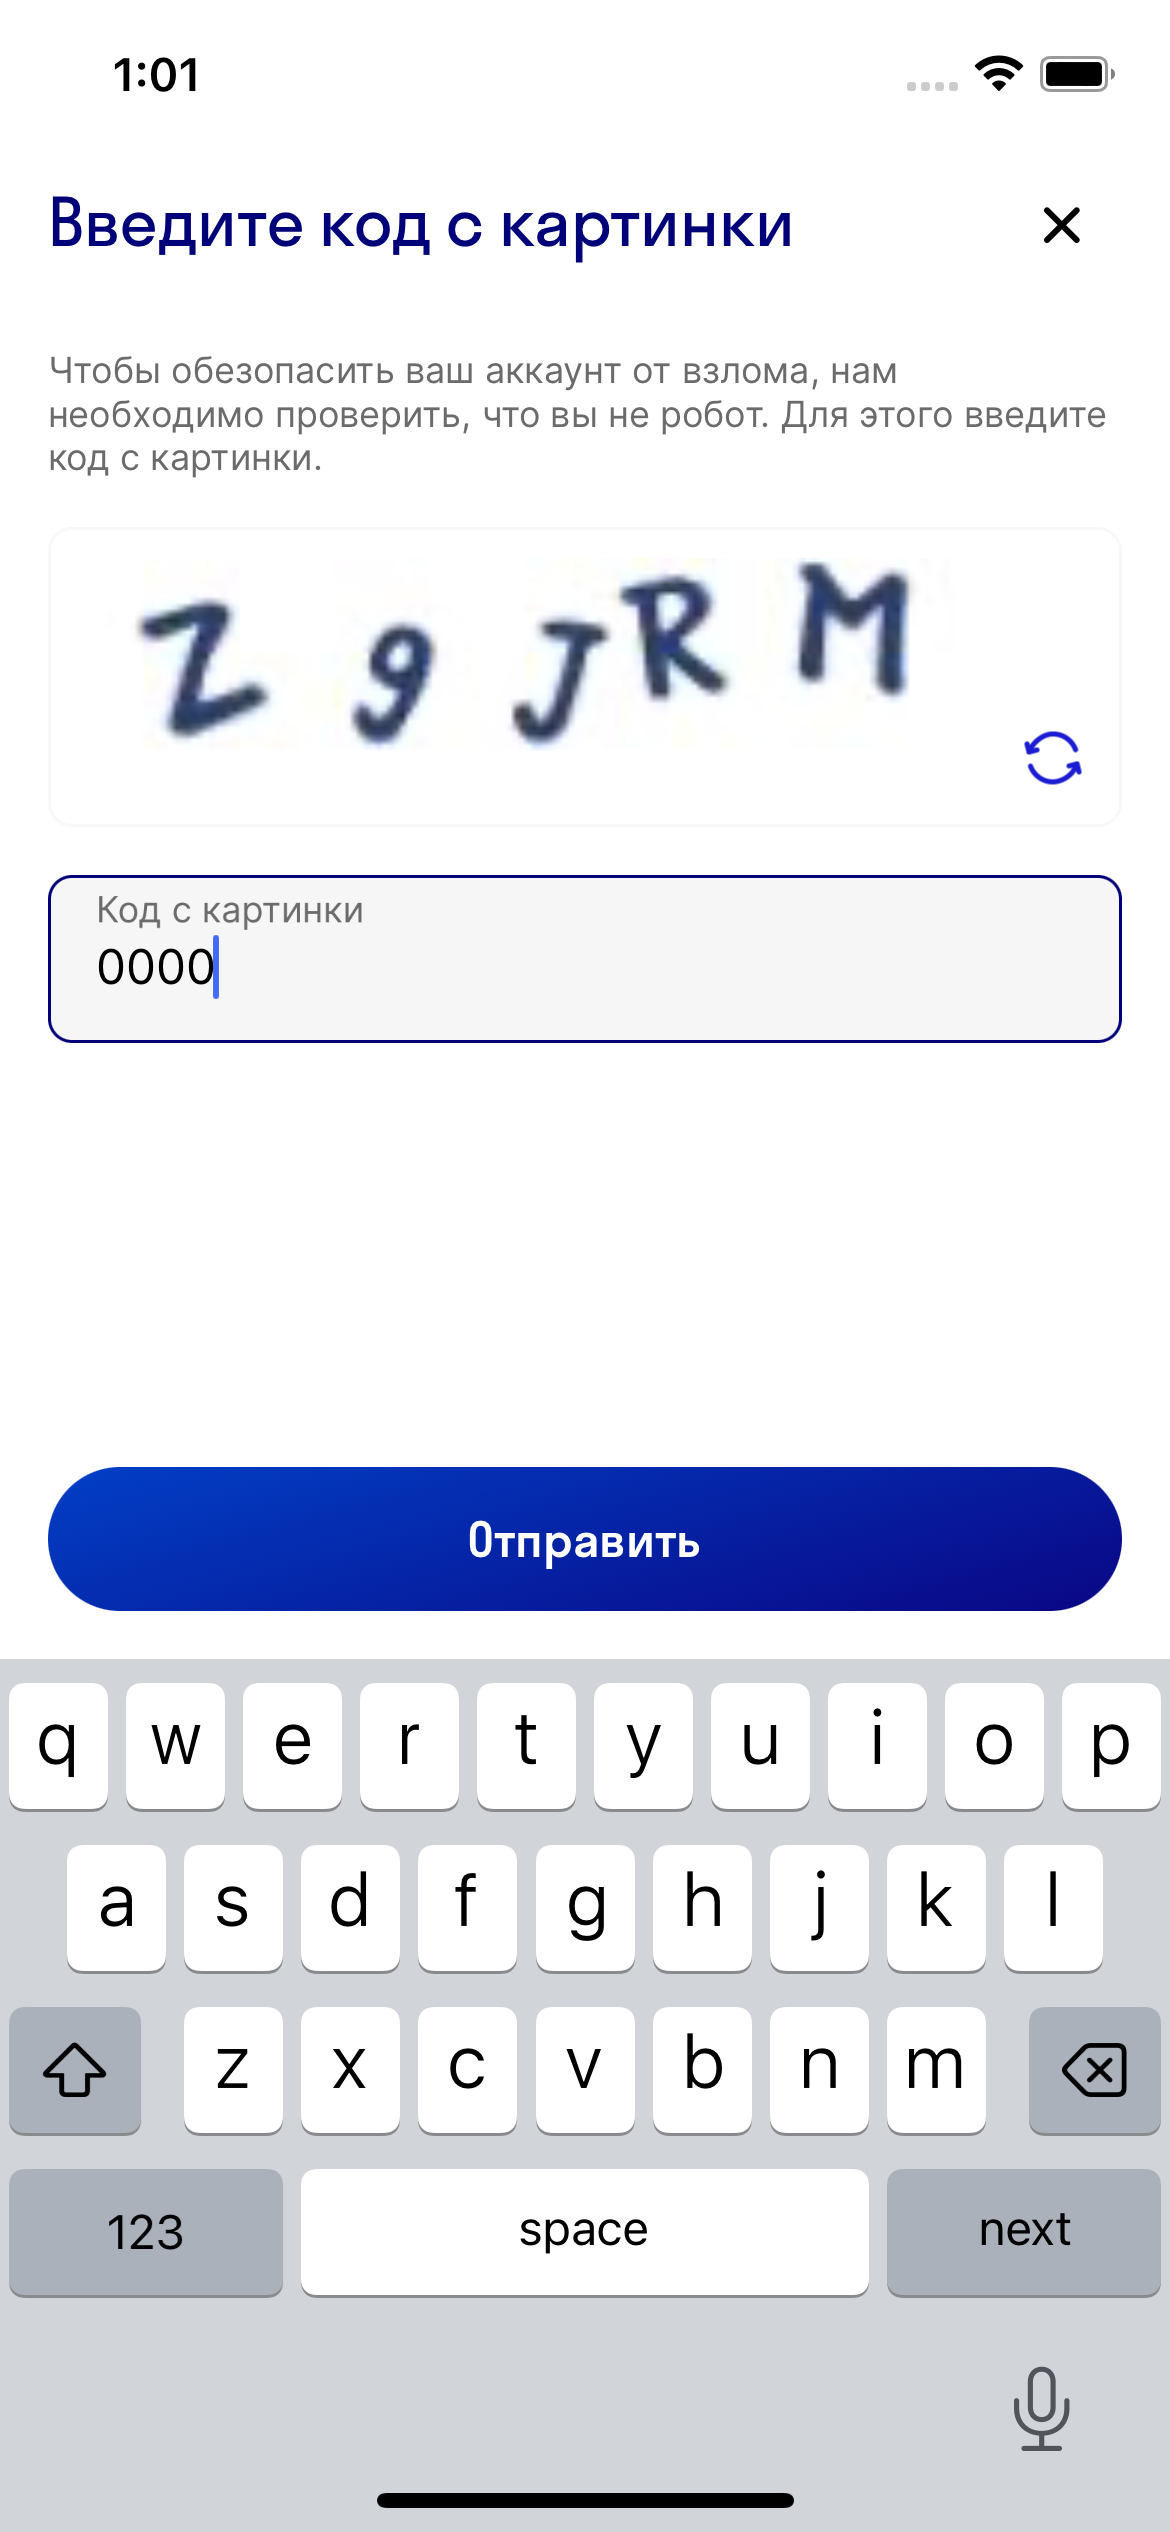 1:01
Введите код с картинки
Чтобы обезопасить ваш аккаунт от взлома, нам
необходимо проверить, что вы не робот. Для этого введите
код с картинки.
Z 9 J R M
Код с картинки
0000
Отправить
q w e r t y u i o p
a s d f g h j k l
z x c v b n m
123 space next